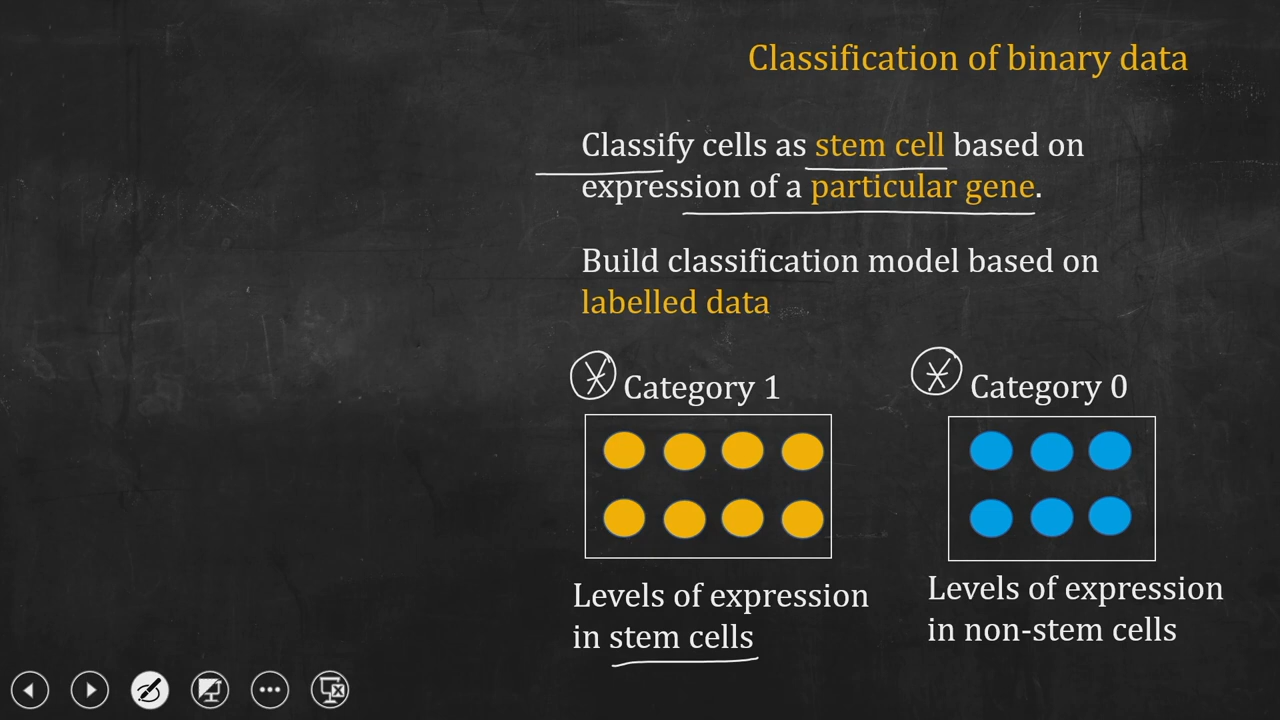 Classification of binary data
Classify cells as stem cell based on
expression of a particular gene.
Build classification model based on
labelled data
Category 1
Category 0
Levels of expression
in stem cells
Levels of expression
in non-stem cells